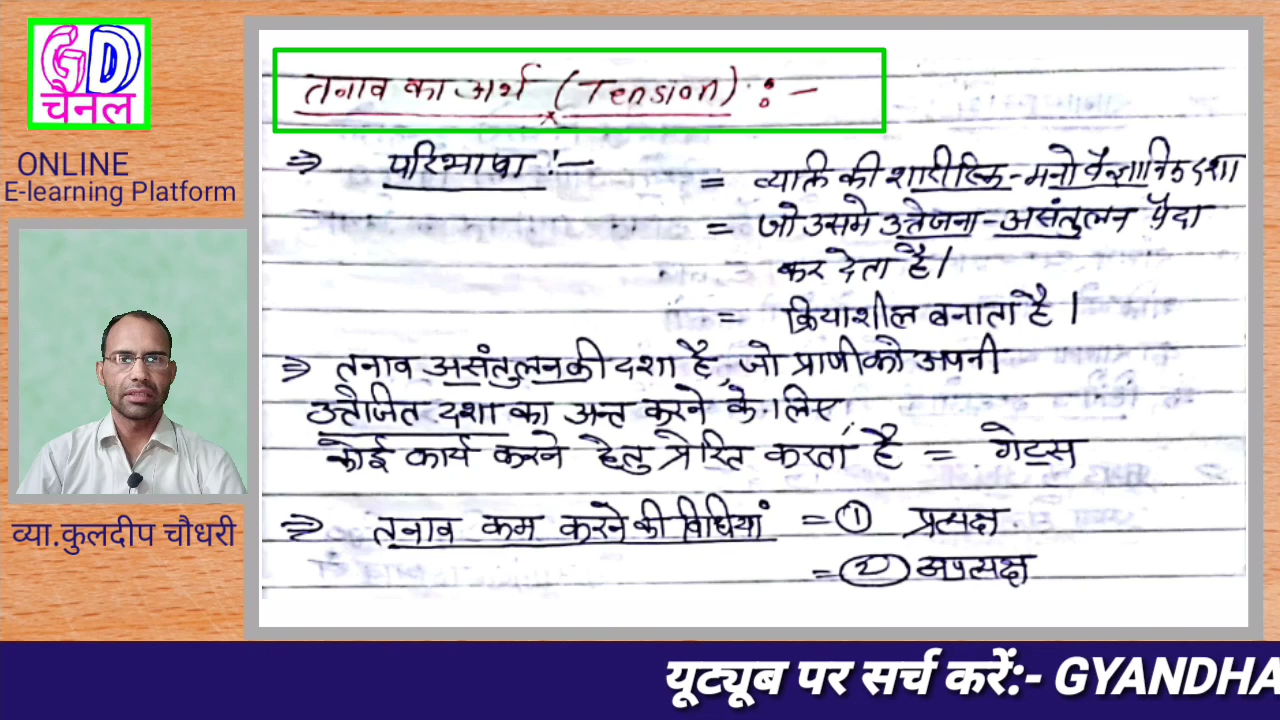 GD
चैनल
ONLINE
E-learning Platform
व्या.कुलदीप चौधरी
तनाव का अर्थ (Tension) :-
⇒ परिभाषा :-
= व्यक्ति की शारीरिक-मनोवैज्ञानिक दशा
= जो उसमे उत्तेजना-असंतुलन पैदा
कर देता है।
= क्रियाशील बनाता है।
⇒ तनाव असंतुलन की दशा है, जो प्राणी को अपनी
उत्तेजित दशा का अन्त करने के लिए,
कोई कार्य करने हेतु प्रेरित करता है = गेट्स
⇒ तनाव कम करने की विधियां = ① प्रत्यक्ष
= ② अप्रत्यक्ष
यूट्यूब पर सर्च करें:- GYANDHA